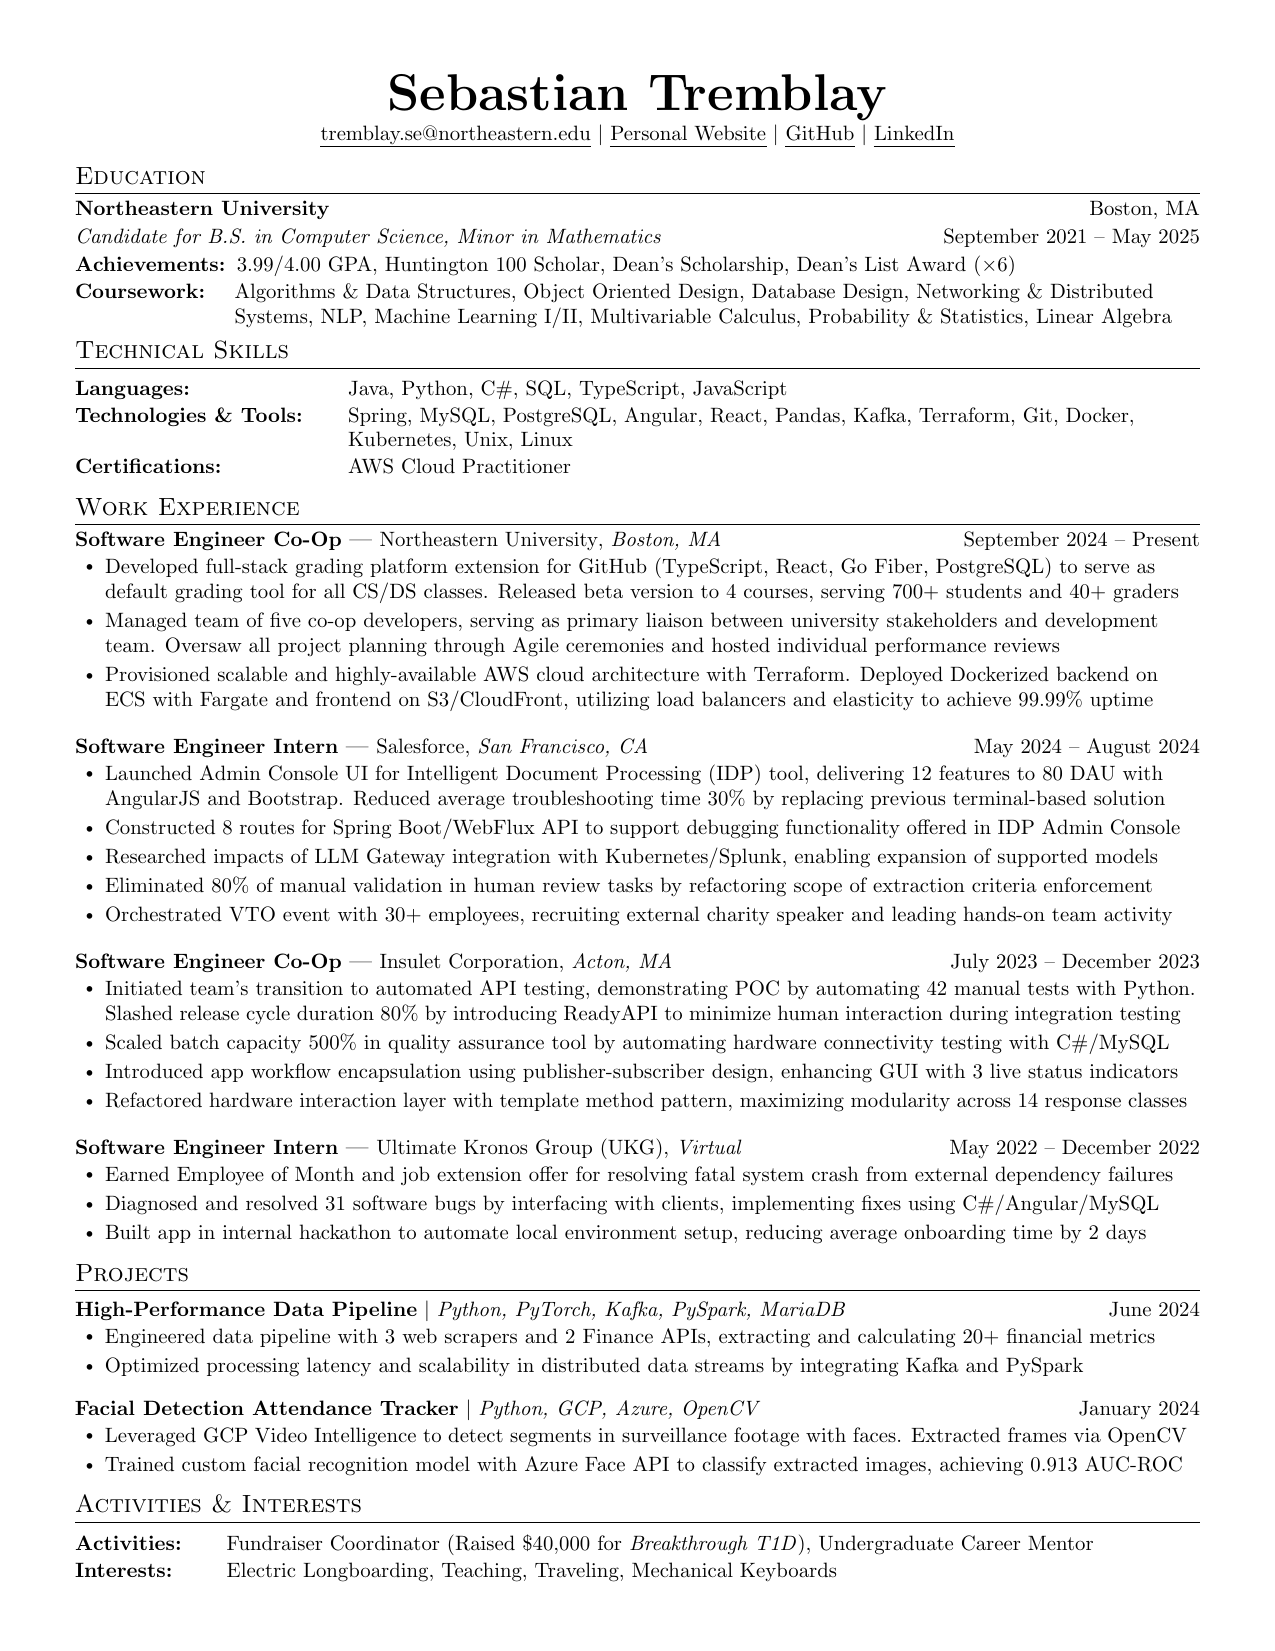 Sebastian Tremblay
tremblay.se@northeastern.edu | Personal Website | GitHub | LinkedIn
Education
Northeastern University Boston, MA
Candidate for B.S. in Computer Science, Minor in Mathematics September 2021 – May 2025
Achievements: 3.99/4.00 GPA, Huntington 100 Scholar, Dean's Scholarship, Dean's List Award (×6)
Coursework: Algorithms & Data Structures, Object Oriented Design, Database Design, Networking & Distributed
Systems, NLP, Machine Learning I/II, Multivariable Calculus, Probability & Statistics, Linear Algebra
Technical Skills
Languages: Java, Python, C#, SQL, TypeScript, JavaScript
Technologies & Tools: Spring, MySQL, PostgreSQL, Angular, React, Pandas, Kafka, Terraform, Git, Docker,
Kubernetes, Unix, Linux
Certifications: AWS Cloud Practitioner
Work Experience
Software Engineer Co-Op — Northeastern University, Boston, MA September 2024 – Present
• Developed full-stack grading platform extension for GitHub (TypeScript, React, Go Fiber, PostgreSQL) to serve as
default grading tool for all CS/DS classes. Released beta version to 4 courses, serving 700+ students and 40+ graders
• Managed team of five co-op developers, serving as primary liaison between university stakeholders and development
team. Oversaw all project planning through Agile ceremonies and hosted individual performance reviews
• Provisioned scalable and highly-available AWS cloud architecture with Terraform. Deployed Dockerized backend on
ECS with Fargate and frontend on S3/CloudFront, utilizing load balancers and elasticity to achieve 99.99% uptime
Software Engineer Intern — Salesforce, San Francisco, CA May 2024 – August 2024
• Launched Admin Console UI for Intelligent Document Processing (IDP) tool, delivering 12 features to 80 DAU with
AngularJS and Bootstrap. Reduced average troubleshooting time 30% by replacing previous terminal-based solution
• Constructed 8 routes for Spring Boot/WebFlux API to support debugging functionality offered in IDP Admin Console
• Researched impacts of LLM Gateway integration with Kubernetes/Splunk, enabling expansion of supported models
• Eliminated 80% of manual validation in human review tasks by refactoring scope of extraction criteria enforcement
• Orchestrated VTO event with 30+ employees, recruiting external charity speaker and leading hands-on team activity
Software Engineer Co-Op — Insulet Corporation, Acton, MA July 2023 – December 2023
• Initiated team's transition to automated API testing, demonstrating POC by automating 42 manual tests with Python.
Slashed release cycle duration 80% by introducing ReadyAPI to minimize human interaction during integration testing
• Scaled batch capacity 500% in quality assurance tool by automating hardware connectivity testing with C#/MySQL
• Introduced app workflow encapsulation using publisher-subscriber design, enhancing GUI with 3 live status indicators
• Refactored hardware interaction layer with template method pattern, maximizing modularity across 14 response classes
Software Engineer Intern — Ultimate Kronos Group (UKG), Virtual May 2022 – December 2022
• Earned Employee of Month and job extension offer for resolving fatal system crash from external dependency failures
• Diagnosed and resolved 31 software bugs by interfacing with clients, implementing fixes using C#/Angular/MySQL
• Built app in internal hackathon to automate local environment setup, reducing average onboarding time by 2 days
Projects
High-Performance Data Pipeline | Python, PyTorch, Kafka, PySpark, MariaDB June 2024
• Engineered data pipeline with 3 web scrapers and 2 Finance APIs, extracting and calculating 20+ financial metrics
• Optimized processing latency and scalability in distributed data streams by integrating Kafka and PySpark
Facial Detection Attendance Tracker | Python, GCP, Azure, OpenCV January 2024
• Leveraged GCP Video Intelligence to detect segments in surveillance footage with faces. Extracted frames via OpenCV
• Trained custom facial recognition model with Azure Face API to classify extracted images, achieving 0.913 AUC-ROC
Activities & Interests
Activities: Fundraiser Coordinator (Raised $40,000 for Breakthrough T1D), Undergraduate Career Mentor
Interests: Electric Longboarding, Teaching, Traveling, Mechanical Keyboards